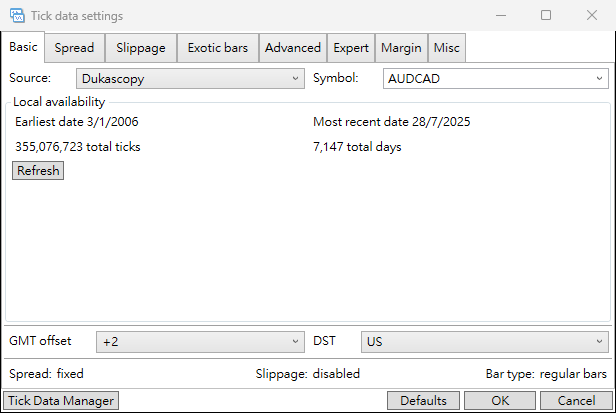 Tick data settings
Basic Spread Slippage Exotic bars Advanced Expert Margin Misc
Source: Dukascopy Symbol: AUDCAD
Local availability
Earliest date 3/1/2006 Most recent date 28/7/2025
355,076,723 total ticks 7,147 total days
Refresh
GMT offset +2 DST US
Spread: fixed Slippage: disabled Bar type: regular bars
Tick Data Manager Defaults OK Cancel